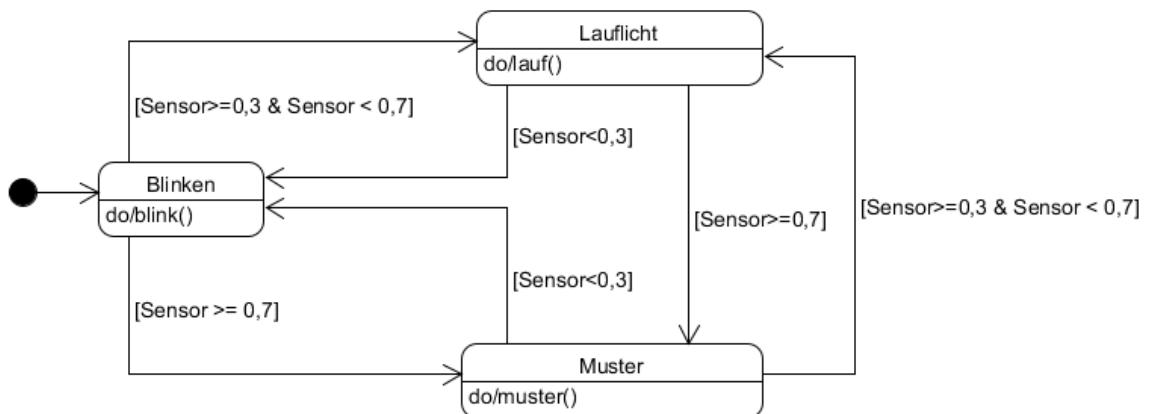 Lauflicht
do/lauf()
[Sensor>=0,3 & Sensor < 0,7]
[Sensor<0,3]
Blinken
do/blink()
[Sensor>=0,7]
[Sensor>=0,3 & Sensor < 0,7]
[Sensor<0,3]
[Sensor >= 0,7]
Muster
do/muster()